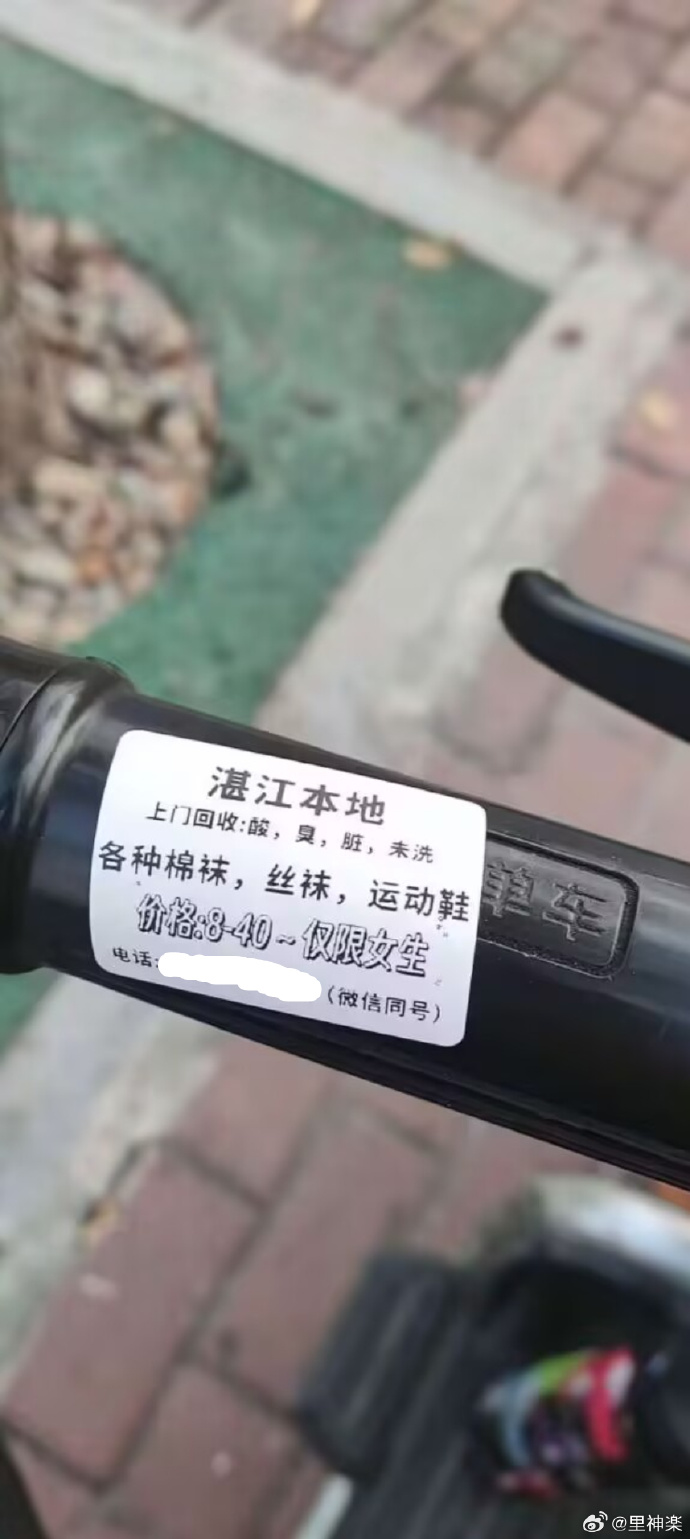 湛江本地
上门回收:酸，臭，脏，未洗
各种棉袜，丝袜，运动鞋
价格:8-40~仅限女生
电话:
(微信同号)
单车
@里神楽